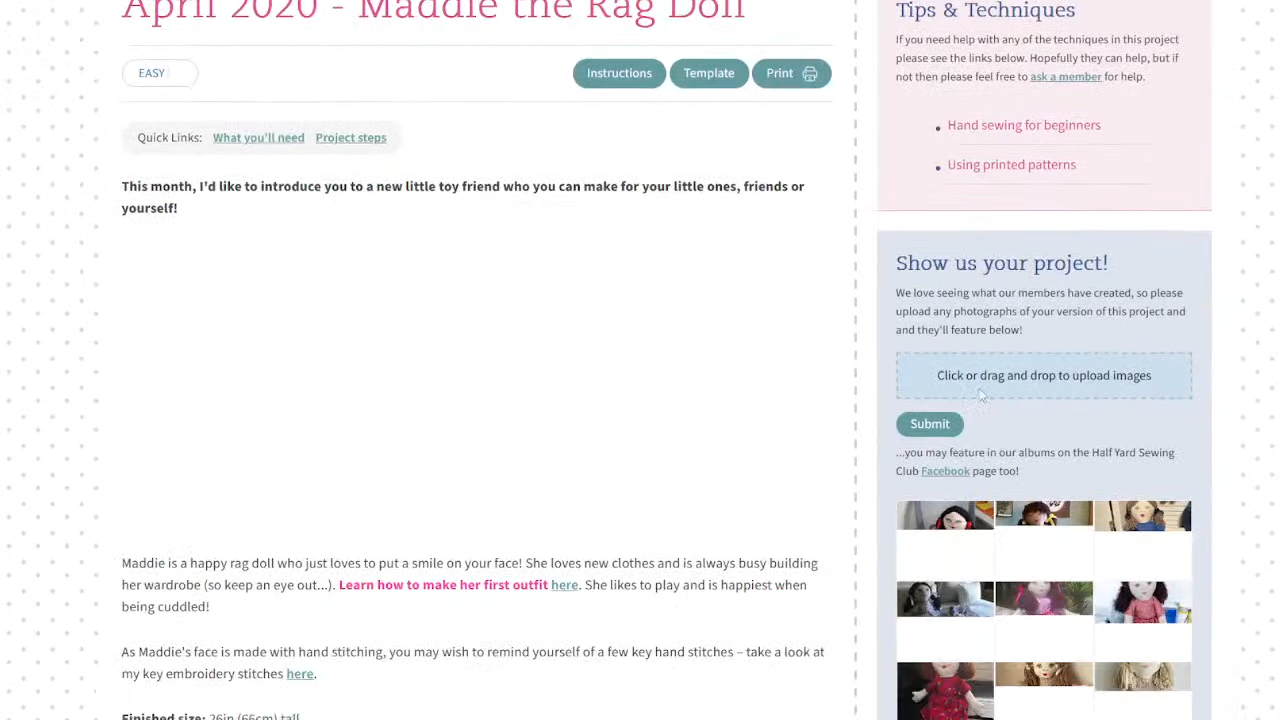 April 2020 - Maddie the Rag Doll
EASY
Instructions
Template
Print
Quick Links: What you'll need Project steps
This month, I'd like to introduce you to a new little toy friend who you can make for your little ones, friends or
yourself!
Maddie is a happy rag doll who just loves to put a smile on your face! She loves new clothes and is always busy building
her wardrobe (so keep an eye out...). Learn how to make her first outfit here. She likes to play and is happiest when
being cuddled!
As Maddie's face is made with hand stitching, you may wish to remind yourself of a few key hand stitches – take a look at
my key embroidery stitches here.
Finished size: 26in (66cm) tall
Tips & Techniques
If you need help with any of the techniques in this project
please see the links below. Hopefully they can help, but if
not then please feel free to ask a member for help.
Hand sewing for beginners
Using printed patterns
Show us your project!
We love seeing what our members have created, so please
upload any photographs of your version of this project and
and they'll feature below!
Click or drag and drop to upload images
Submit
...you may feature in our albums on the Half Yard Sewing
Club Facebook page too!